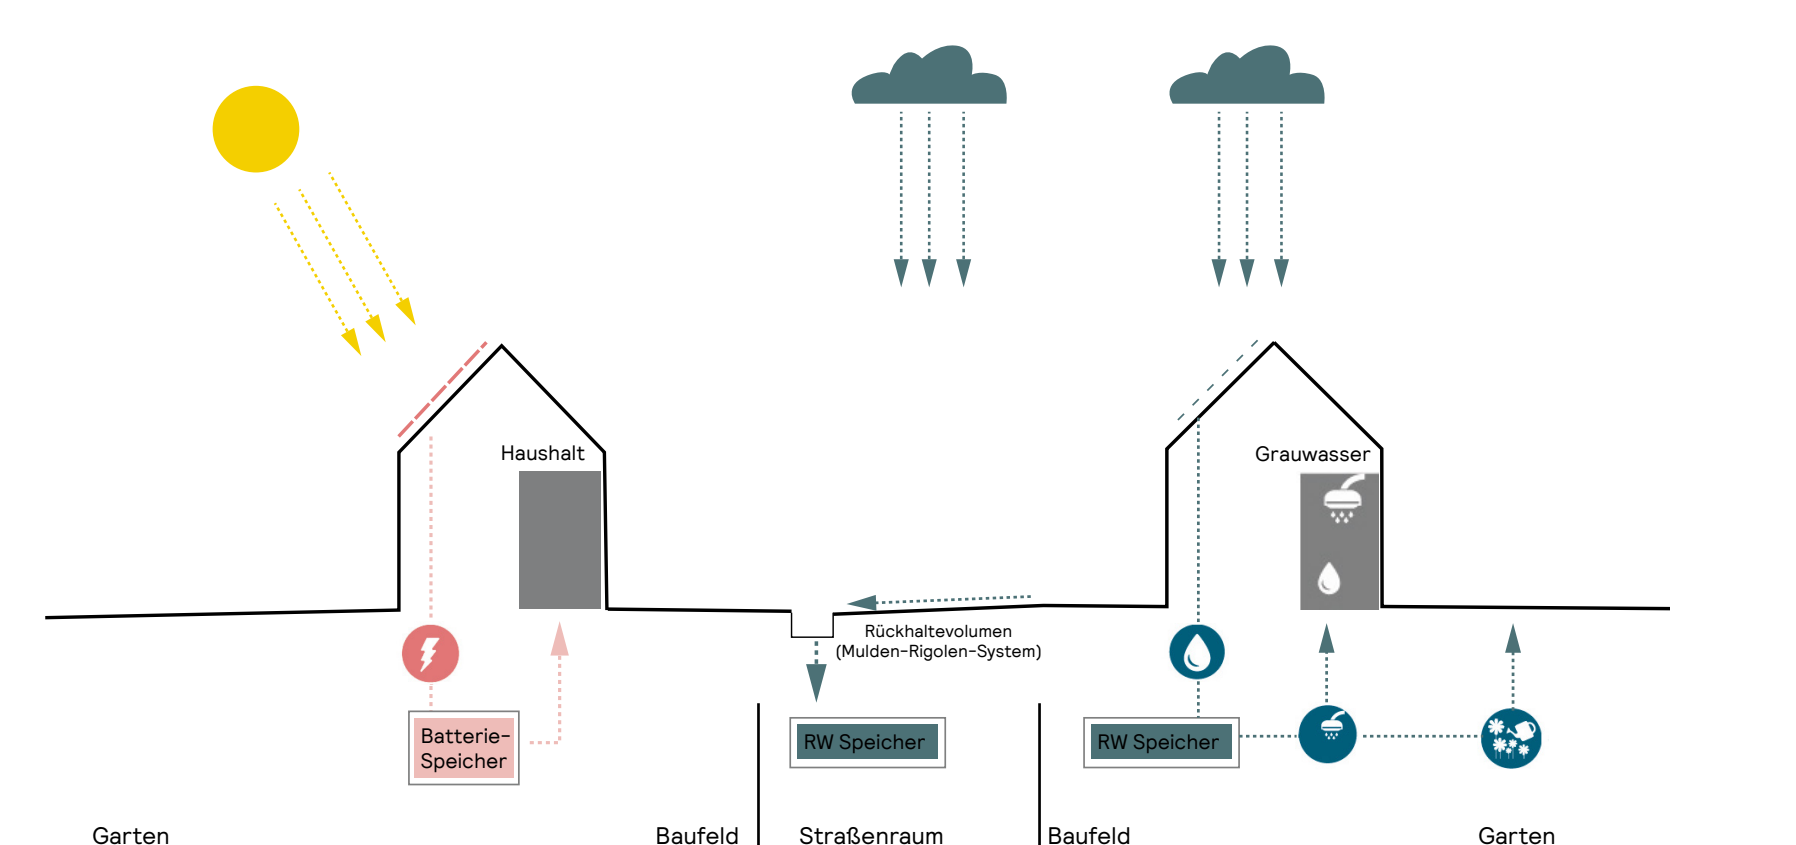 Haushalt
Grauwasser
Rückhaltevolumen
(Mulden-Rigolen-System)
Batterie-
Speicher
RW Speicher
RW Speicher
Garten
Baufeld
Straßenraum
Baufeld
Garten